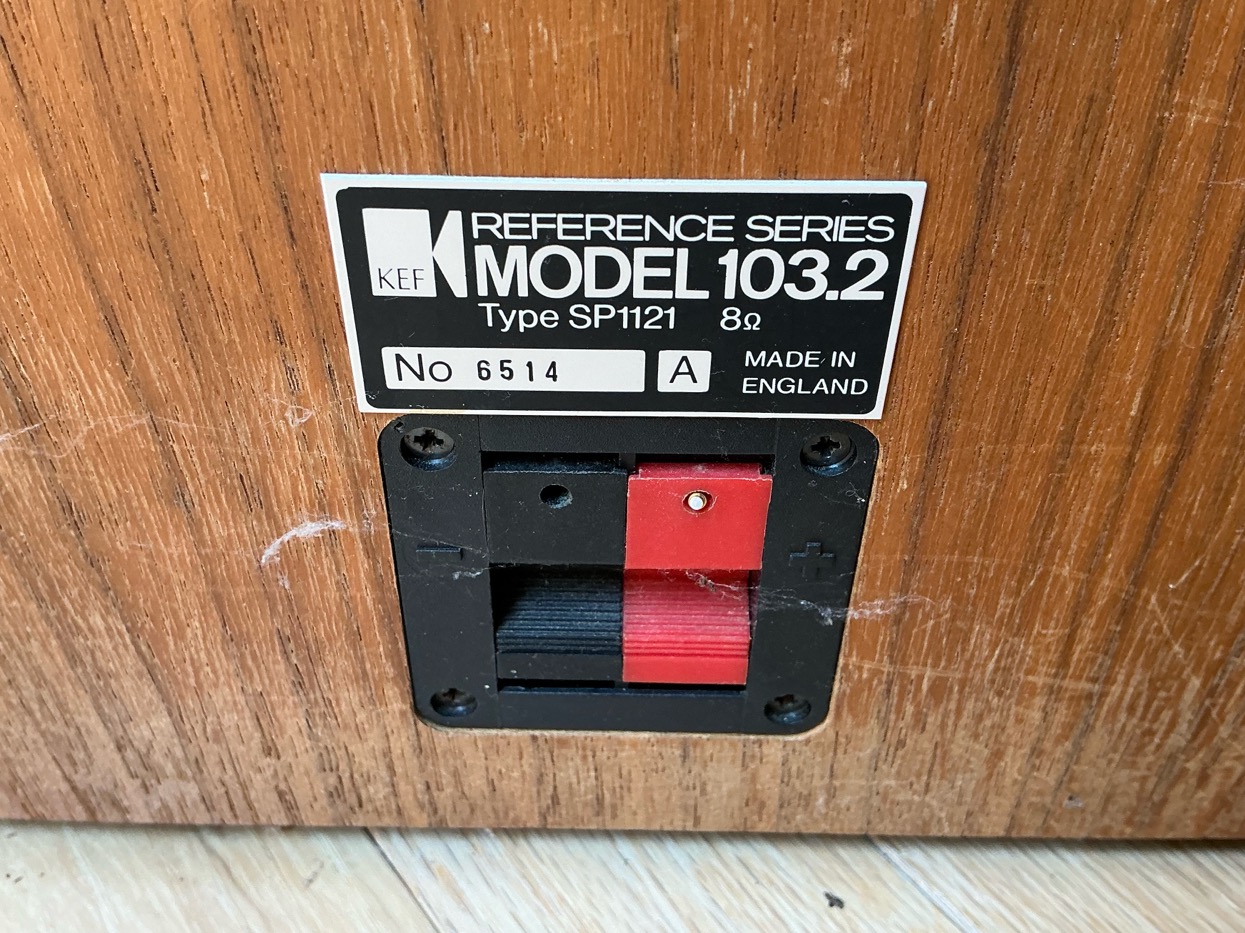 KEF
REFERENCE SERIES
MODEL 103.2
Type SP1121 8Ω
No 6514 A
MADE IN
ENGLAND
− +